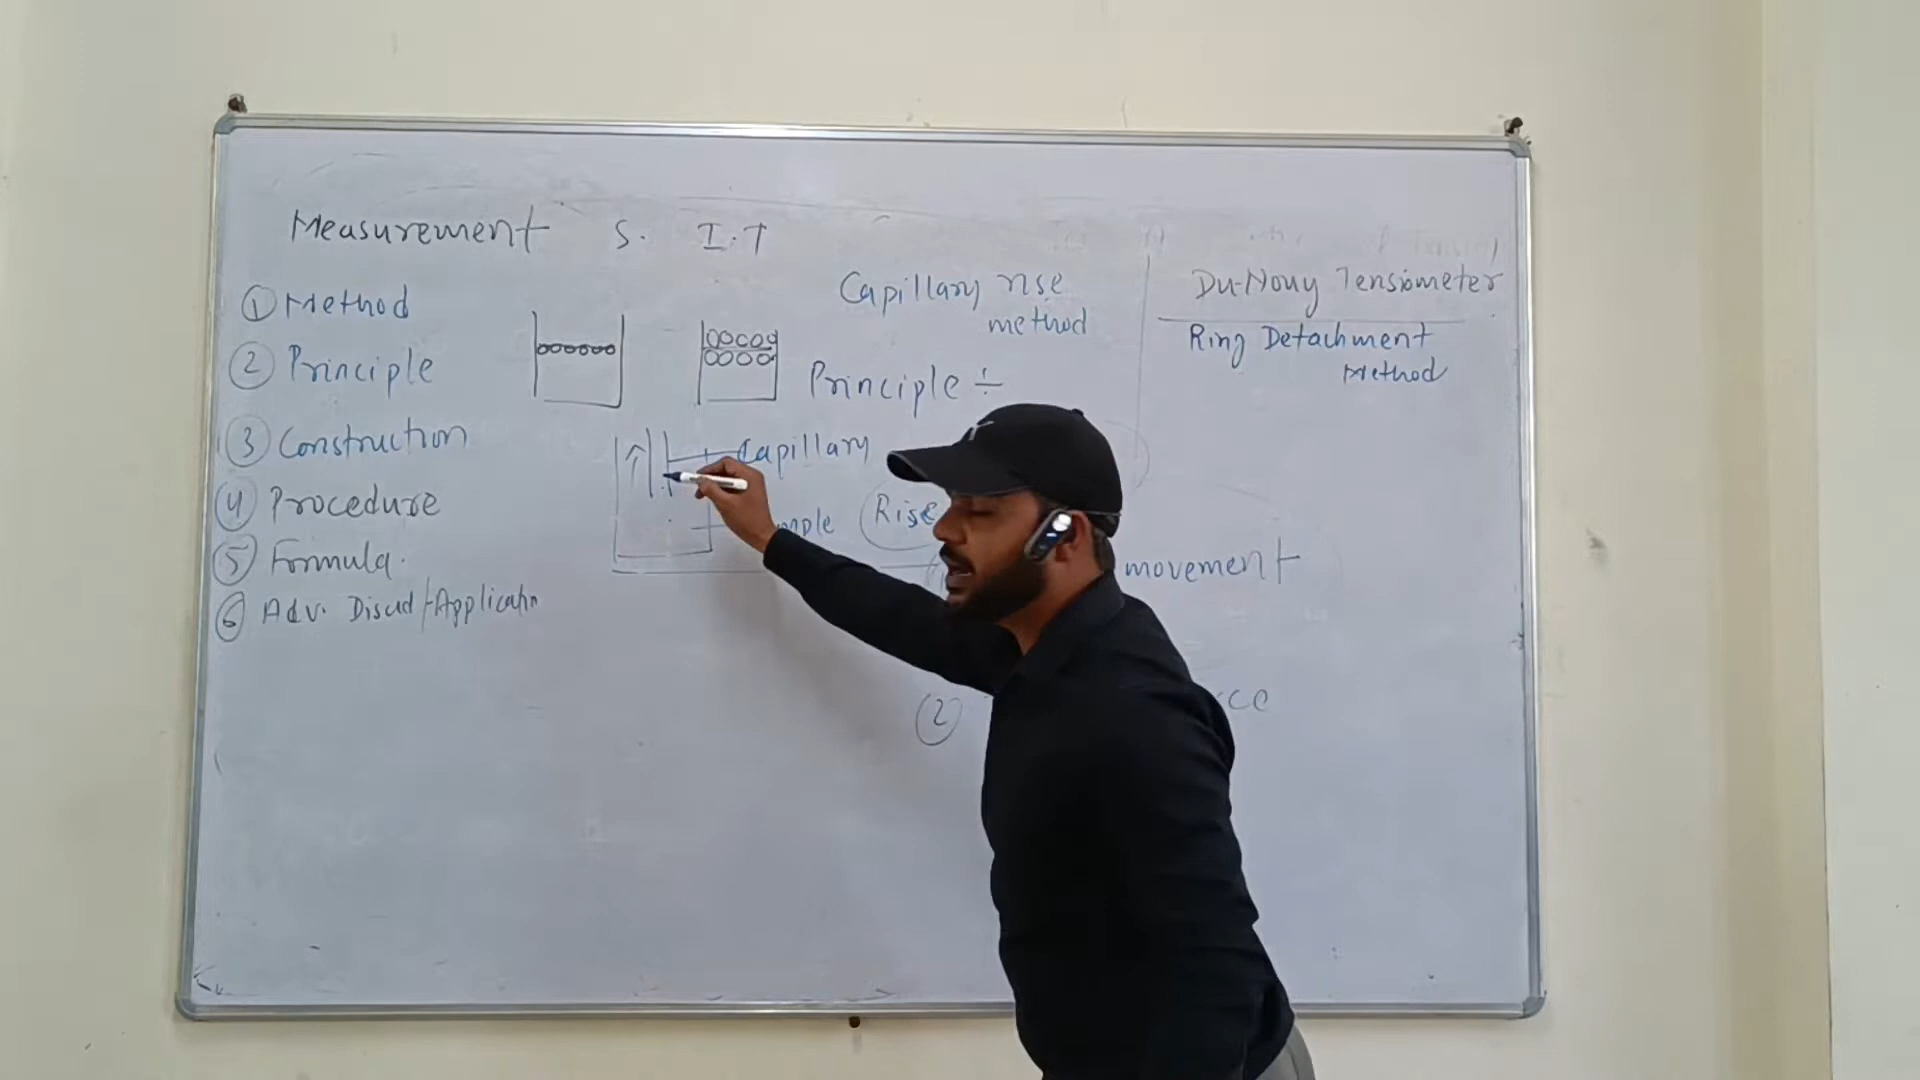 Measurement S. I.T
① Method
② Principle
③ Construction
④ Procedure
⑤ Formula.
⑥ Adv. Disad /Application
Capillary rise
method
Principle ÷
Capillary
Rise
movement
②
Du-Nouy Tensiometer
Ring Detachment
Method